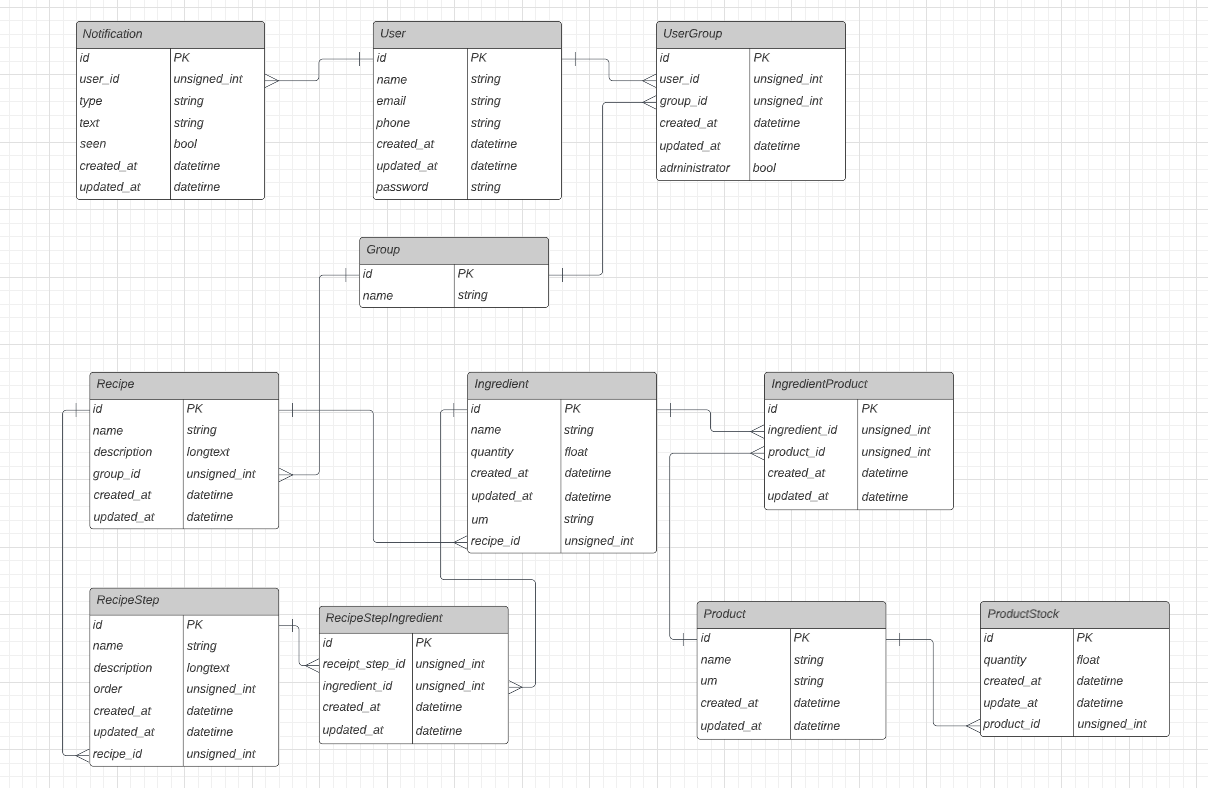 Notification
id PK
user_id unsigned_int
type string
text string
seen bool
created_at datetime
updated_at datetime
User
id PK
name string
email string
phone string
created_at datetime
updated_at datetime
password string
UserGroup
id PK
user_id unsigned_int
group_id unsigned_int
created_at datetime
updated_at datetime
administrator bool
Group
id PK
name string
Recipe
id PK
name string
description longtext
group_id unsigned_int
created_at datetime
updated_at datetime
Ingredient
id PK
name string
quantity float
created_at datetime
updated_at datetime
um string
recipe_id unsigned_int
IngredientProduct
id PK
ingredient_id unsigned_int
product_id unsigned_int
created_at datetime
updated_at datetime
RecipeStep
id PK
name string
description longtext
order unsigned_int
created_at datetime
updated_at datetime
recipe_id unsigned_int
RecipeStepIngredient
id PK
receipt_step_id unsigned_int
ingredient_id unsigned_int
created_at datetime
updated_at datetime
Product
id PK
name string
um string
created_at datetime
updated_at datetime
ProductStock
id PK
quantity float
created_at datetime
update_at datetime
product_id unsigned_int